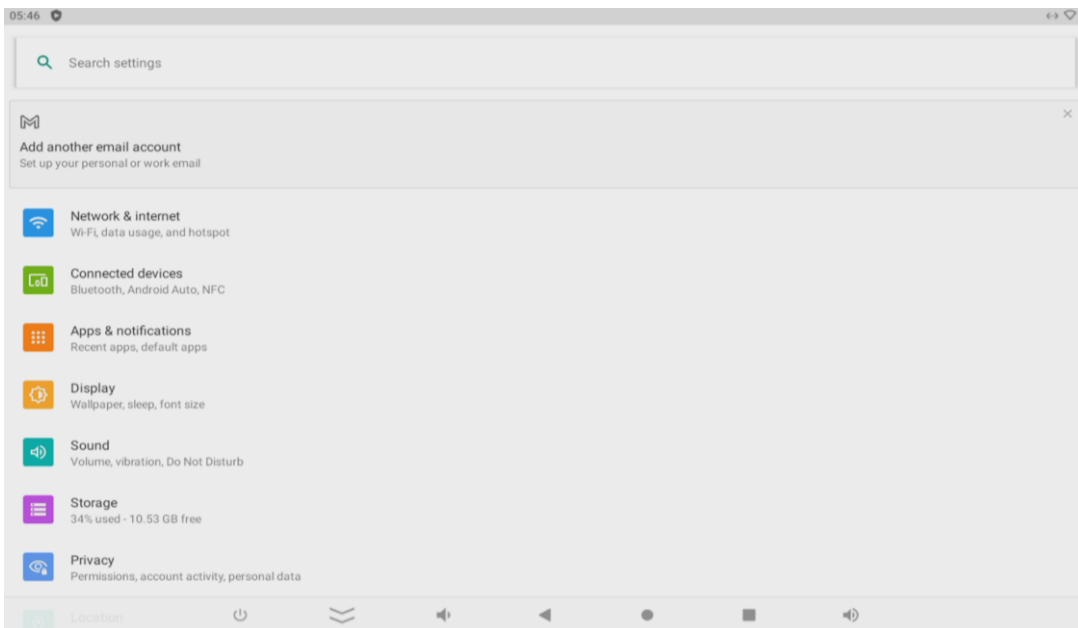 05:46
Search settings
Add another email account
Set up your personal or work email
Network & internet
Wi-Fi, data usage, and hotspot
Connected devices
Bluetooth, Android Auto, NFC
Apps & notifications
Recent apps, default apps
Display
Wallpaper, sleep, font size
Sound
Volume, vibration, Do Not Disturb
Storage
34% used - 10.53 GB free
Privacy
Permissions, account activity, personal data
Location